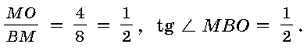 MO/BM = 4/8 = 1/2, tg ∠ MBO = 1/2.